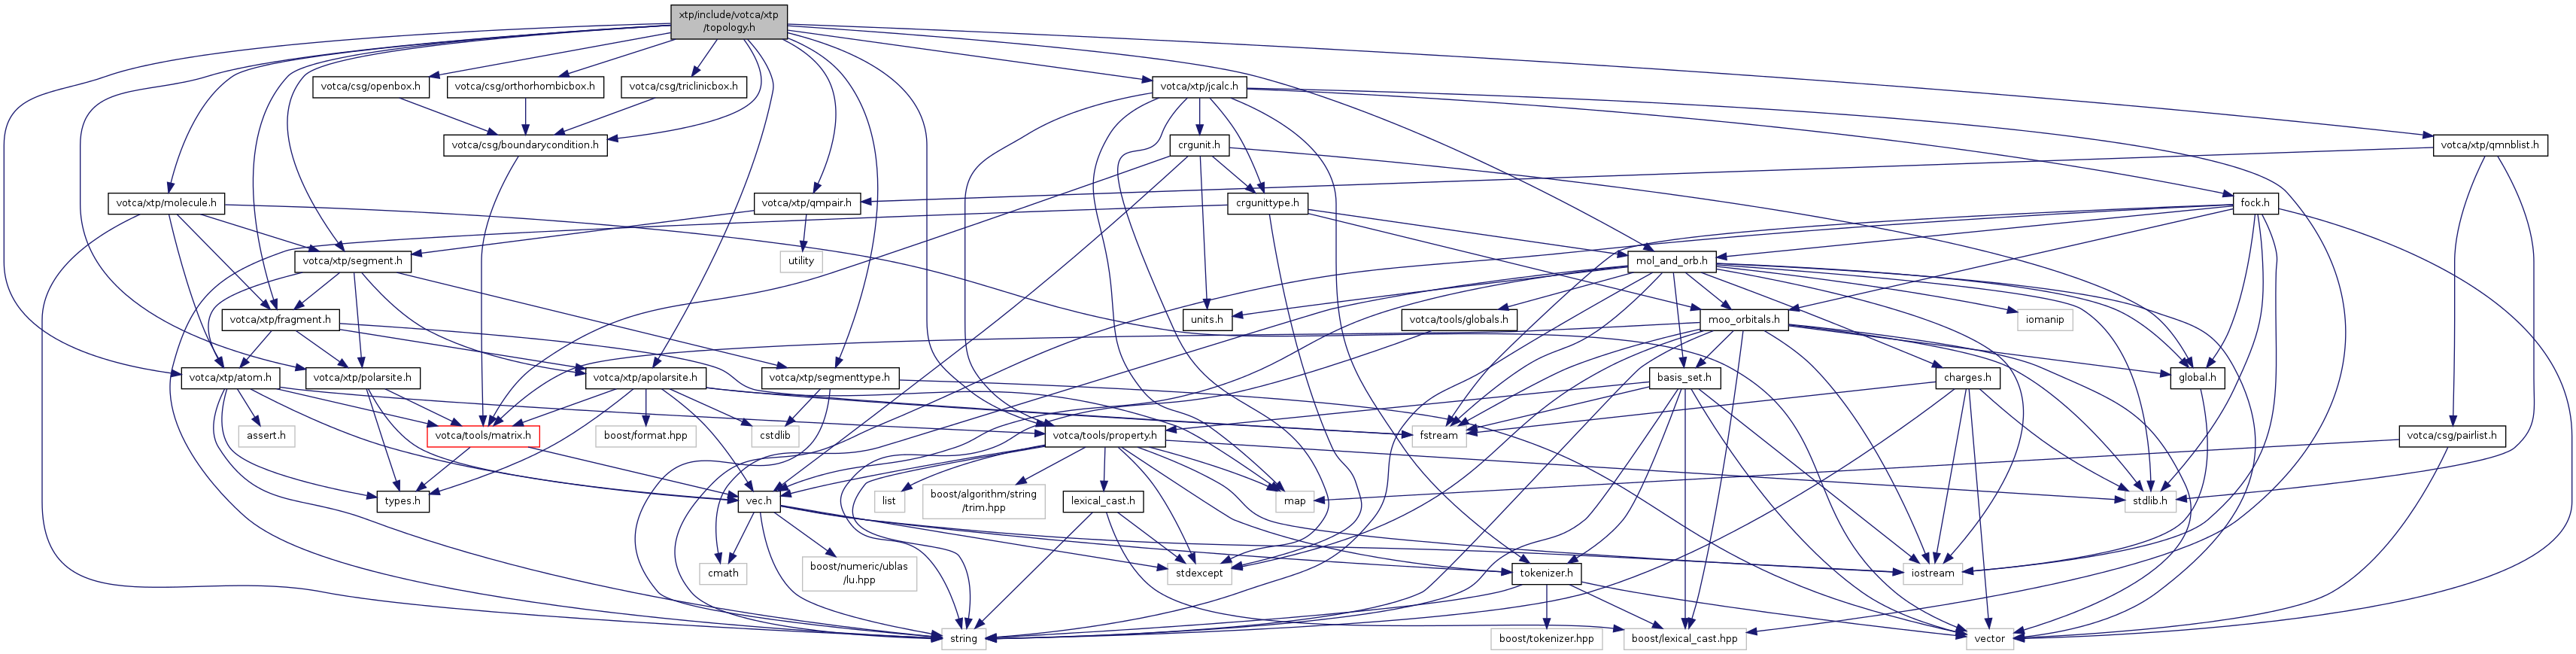 xtp/include/votca/xtp
/topology.h
votca/csg/openbox.h
votca/csg/orthorhombicbox.h
votca/csg/triclinicbox.h
votca/xtp/jcalc.h
votca/csg/boundarycondition.h
crgunit.h
votca/xtp/qmnblist.h
votca/xtp/molecule.h
votca/xtp/qmpair.h
crgunittype.h
fock.h
votca/xtp/segment.h
utility
mol_and_orb.h
votca/xtp/fragment.h
units.h
votca/tools/globals.h
moo_orbitals.h
iomanip
votca/xtp/atom.h
votca/xtp/polarsite.h
votca/xtp/apolarsite.h
votca/xtp/segmenttype.h
basis_set.h
charges.h
global.h
assert.h
votca/tools/matrix.h
boost/format.hpp
cstdlib
votca/tools/property.h
fstream
votca/csg/pairlist.h
types.h
vec.h
list
boost/algorithm/string
/trim.hpp
lexical_cast.h
map
stdlib.h
cmath
boost/numeric/ublas
/lu.hpp
stdexcept
tokenizer.h
iostream
string
boost/tokenizer.hpp
boost/lexical_cast.hpp
vector